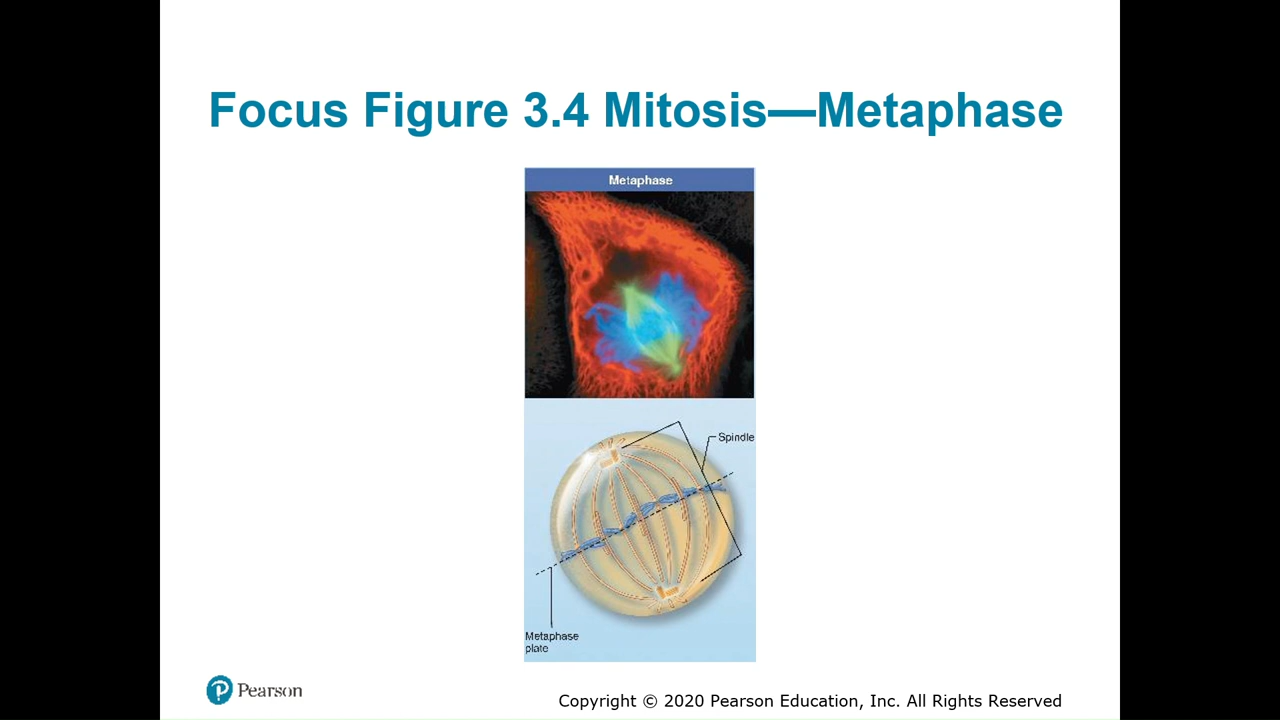 Focus Figure 3.4 Mitosis—Metaphase
Metaphase
Spindle
Metaphase
plate
Pearson
Copyright © 2020 Pearson Education, Inc. All Rights Reserved